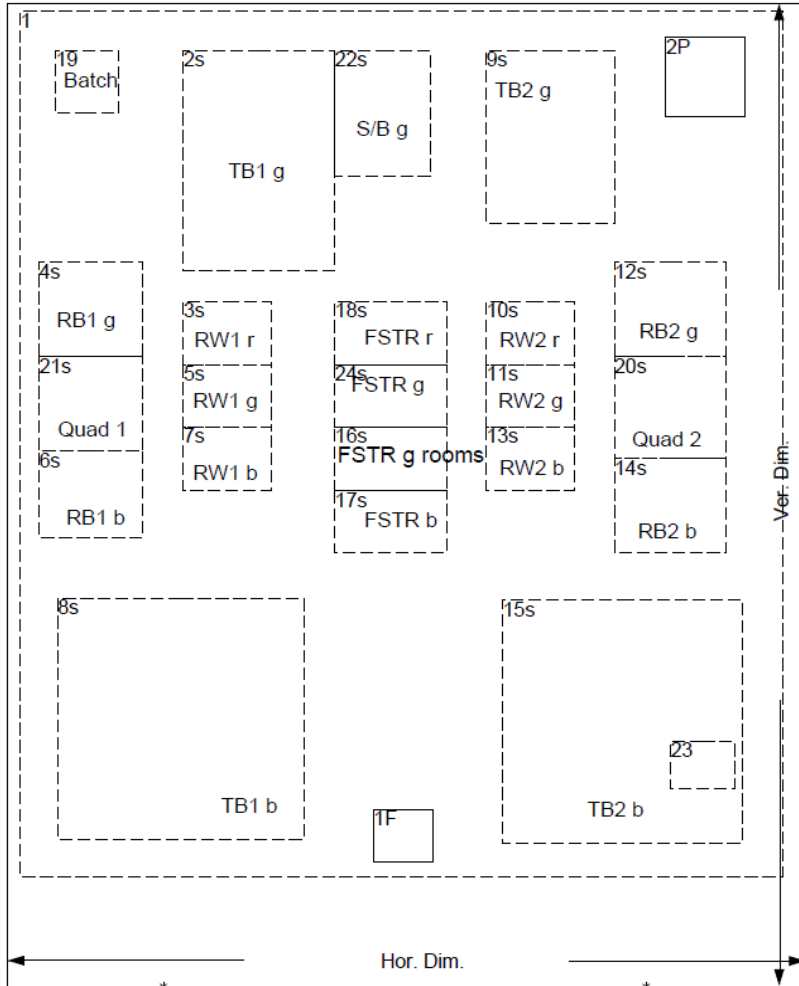 1
19
Batch
2s
TB1 g
22s
S/B g
9s
TB2 g
2P
4s
RB1 g
3s
RW1 r
18s
FSTR r
10s
RW2 r
12s
RB2 g
21s
Quad 1
5s
RW1 g
24s
FSTR g
11s
RW2 g
20s
Quad 2
6s
RB1 b
7s
RW1 b
16s
FSTR g rooms
13s
RW2 b
14s
RB2 b
17s
FSTR b
Ver. Dim.
8s
TB1 b
15s
23
TB2 b
1F
Hor. Dim.
*
*